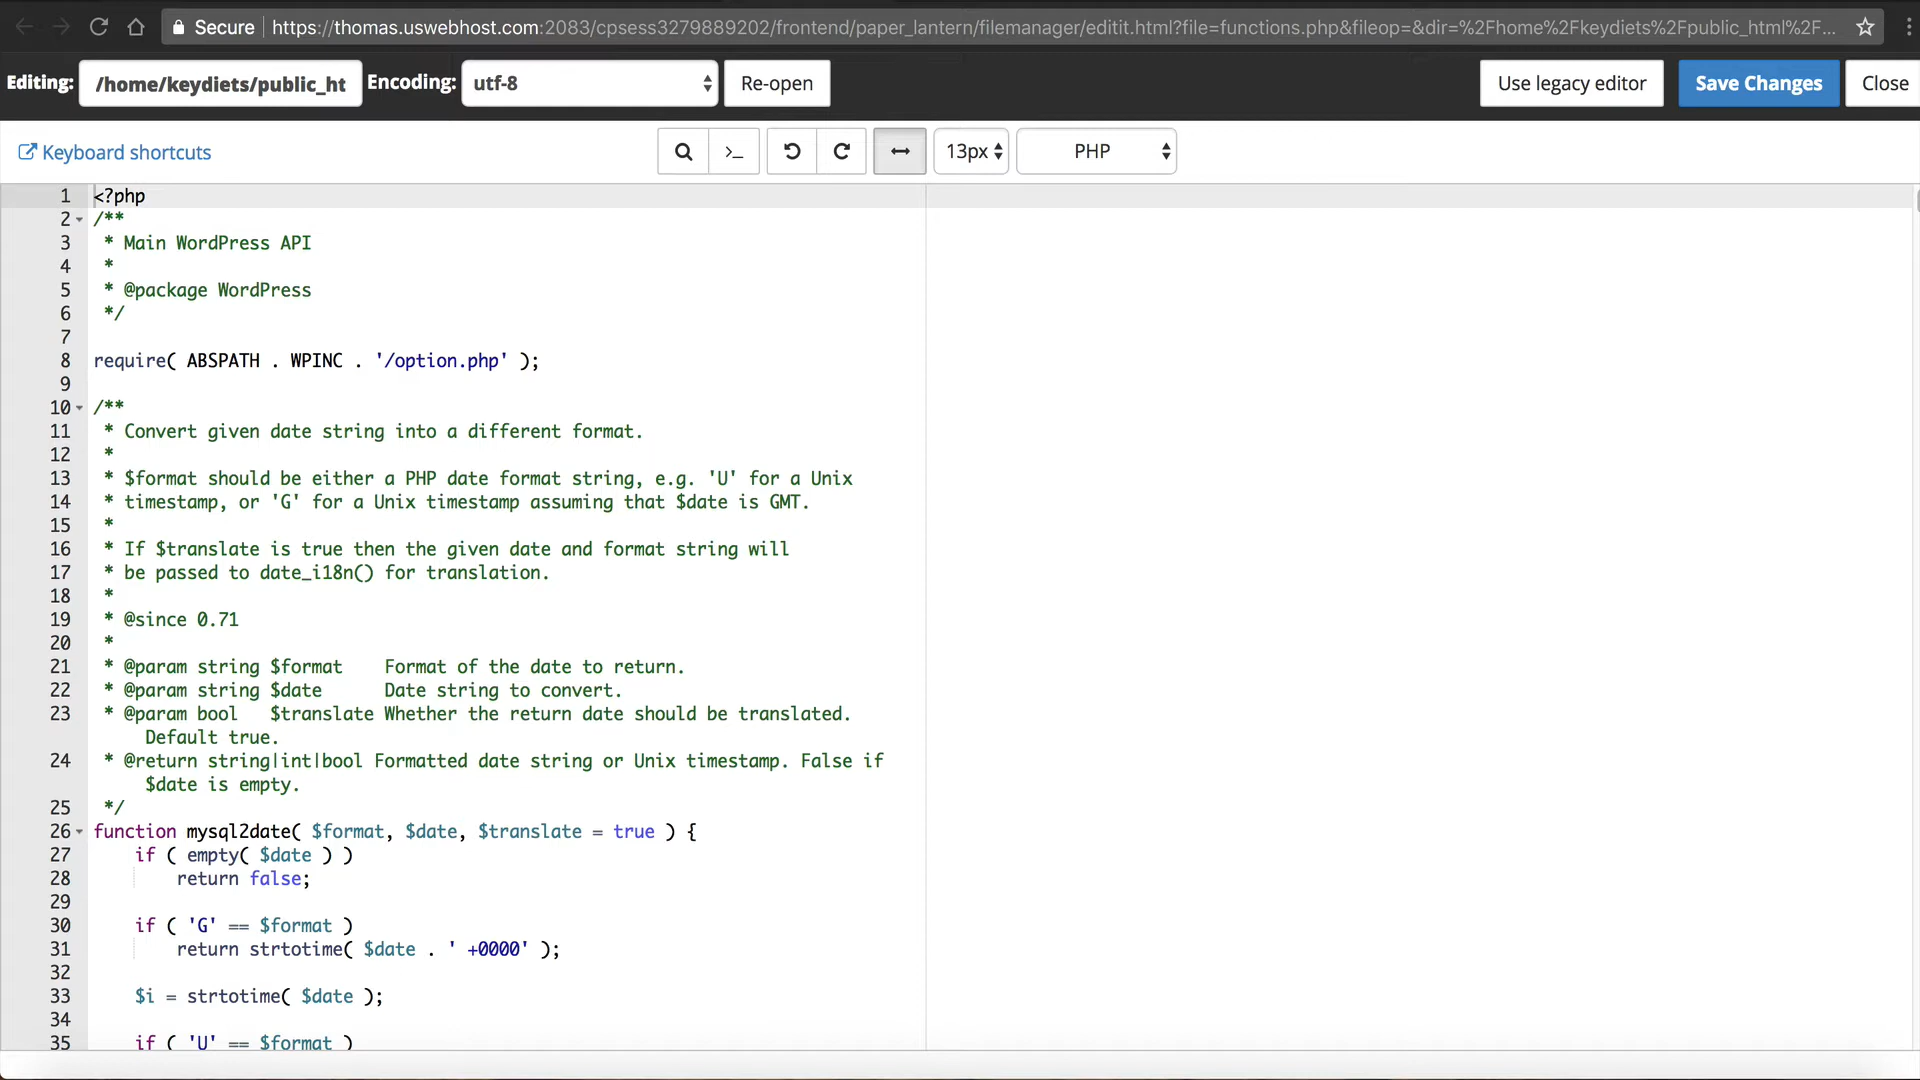 Secure https://thomas.uswebhost.com:2083/cpsess3279889202/frontend/paper_lantern/filemanager/editit.html?file=functions.php&fileop=&dir=%2Fhome%2Fkeydiets%2Fpublic_html%2F...
Editing: /home/keydiets/public_ht Encoding: utf-8 Re-open Use legacy editor Save Changes Close
Keyboard shortcuts >_ 13px PHP
1 <?php
2 /**
3  * Main WordPress API
4  *
5  * @package WordPress
6  */
7
8 require( ABSPATH . WPINC . '/option.php' );
9
10 /**
11  * Convert given date string into a different format.
12  *
13  * $format should be either a PHP date format string, e.g. 'U' for a Unix
14  * timestamp, or 'G' for a Unix timestamp assuming that $date is GMT.
15  *
16  * If $translate is true then the given date and format string will
17  * be passed to date_i18n() for translation.
18  *
19  * @since 0.71
20  *
21  * @param string $format    Format of the date to return.
22  * @param string $date      Date string to convert.
23  * @param bool   $translate Whether the return date should be translated.
Default true.
24  * @return string|int|bool Formatted date string or Unix timestamp. False if
$date is empty.
25  */
26 function mysql2date( $format, $date, $translate = true ) {
27     if ( empty( $date ) )
28         return false;
29
30     if ( 'G' == $format )
31         return strtotime( $date . ' +0000' );
32
33     $i = strtotime( $date );
34
35     if ( 'U' == $format )